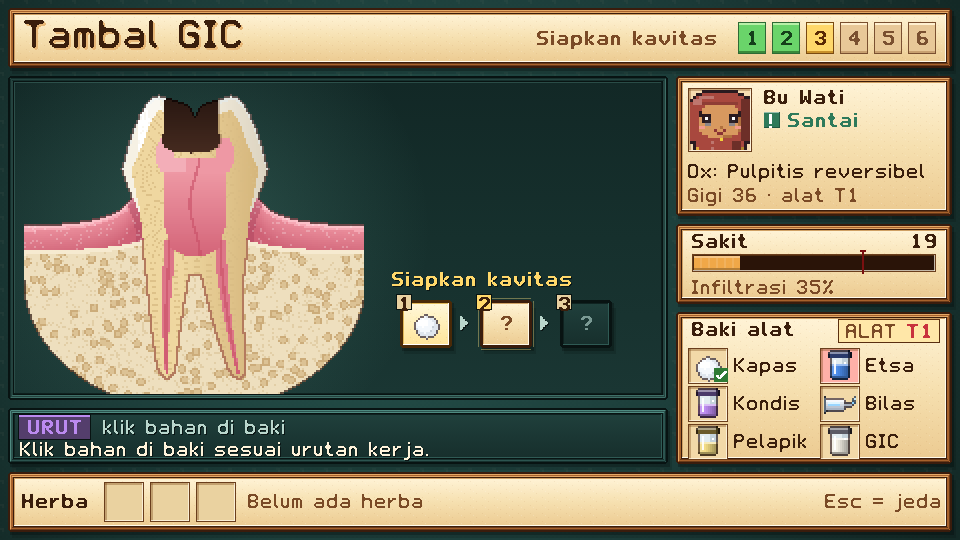 Tambal GIC
Siapkan kavitas 1 2 3 4 5 6
Bu Wati
Santai
Dx: Pulpitis reversibel
Gigi 36 · alat T1
Sakit 19
Infiltrasi 35%
Siapkan kavitas
1 2 3
? ?
Baki alat ALAT T1
Kapas Etsa
Kondis Bilas
Pelapik GIC
URUT klik bahan di baki
Klik bahan di baki sesuai urutan kerja.
Herba Belum ada herba Esc = jeda